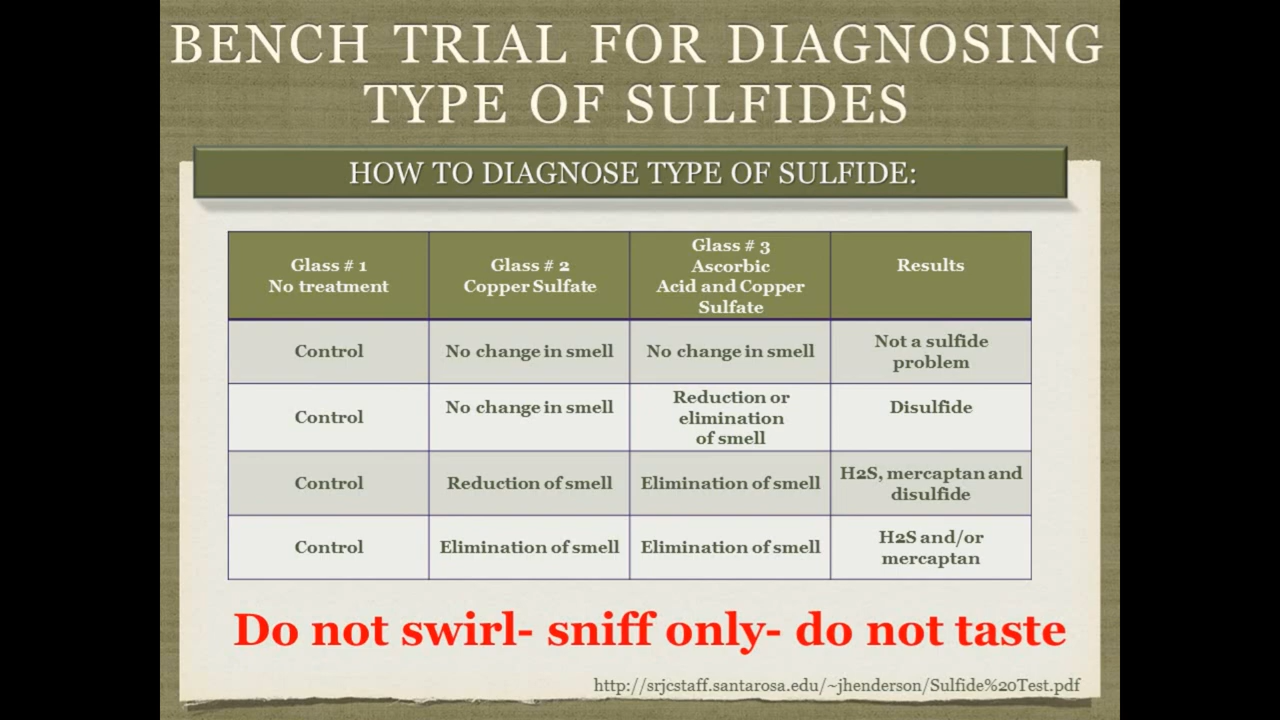 BENCH TRIAL FOR DIAGNOSING
TYPE OF SULFIDES
HOW TO DIAGNOSE TYPE OF SULFIDE:
Glass # 1
No treatment
Glass # 2
Copper Sulfate
Glass # 3
Ascorbic
Acid and Copper
Sulfate
Results
Control
No change in smell
No change in smell
Not a sulfide
problem
Control
No change in smell
Reduction or
elimination
of smell
Disulfide
Control
Reduction of smell
Elimination of smell
H2S, mercaptan and
disulfide
Control
Elimination of smell
Elimination of smell
H2S and/or
mercaptan
Do not swirl- sniff only- do not taste
http://srjcstaff.santarosa.edu/~jhenderson/Sulfide%20Test.pdf